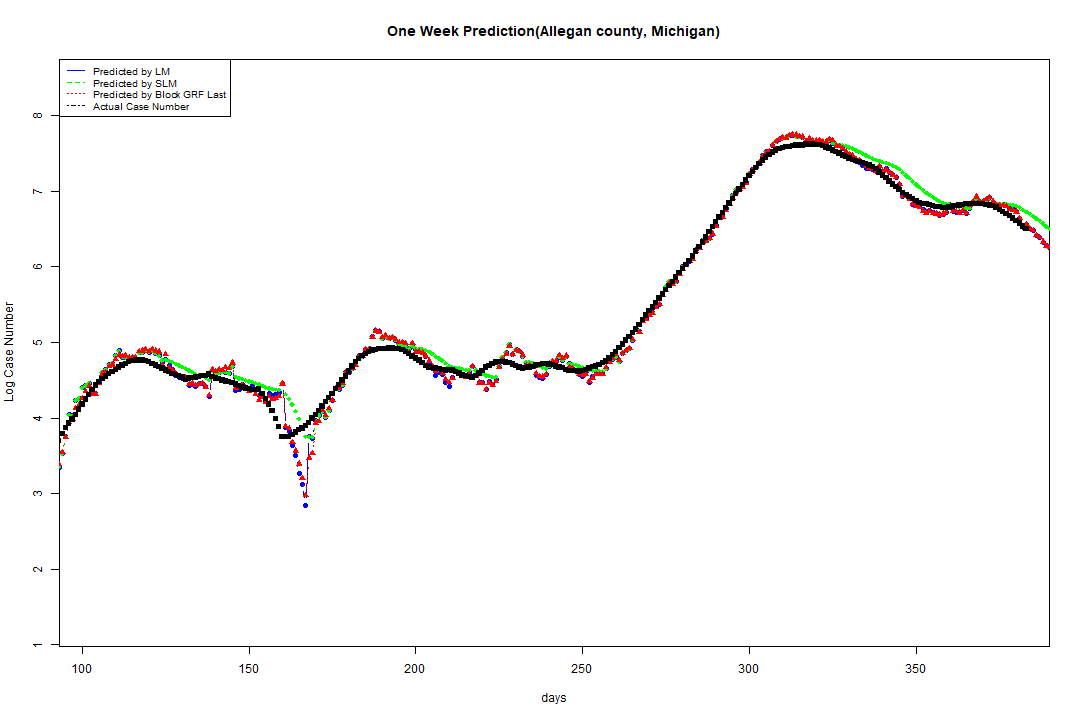 One Week Prediction(Allegan county, Michigan)
Predicted by LM
Predicted by SLM
Predicted by Block GRF Last
Actual Case Number
Log Case Number
8
7
6
5
4
3
2
1
100 150 200 250 300 350
days